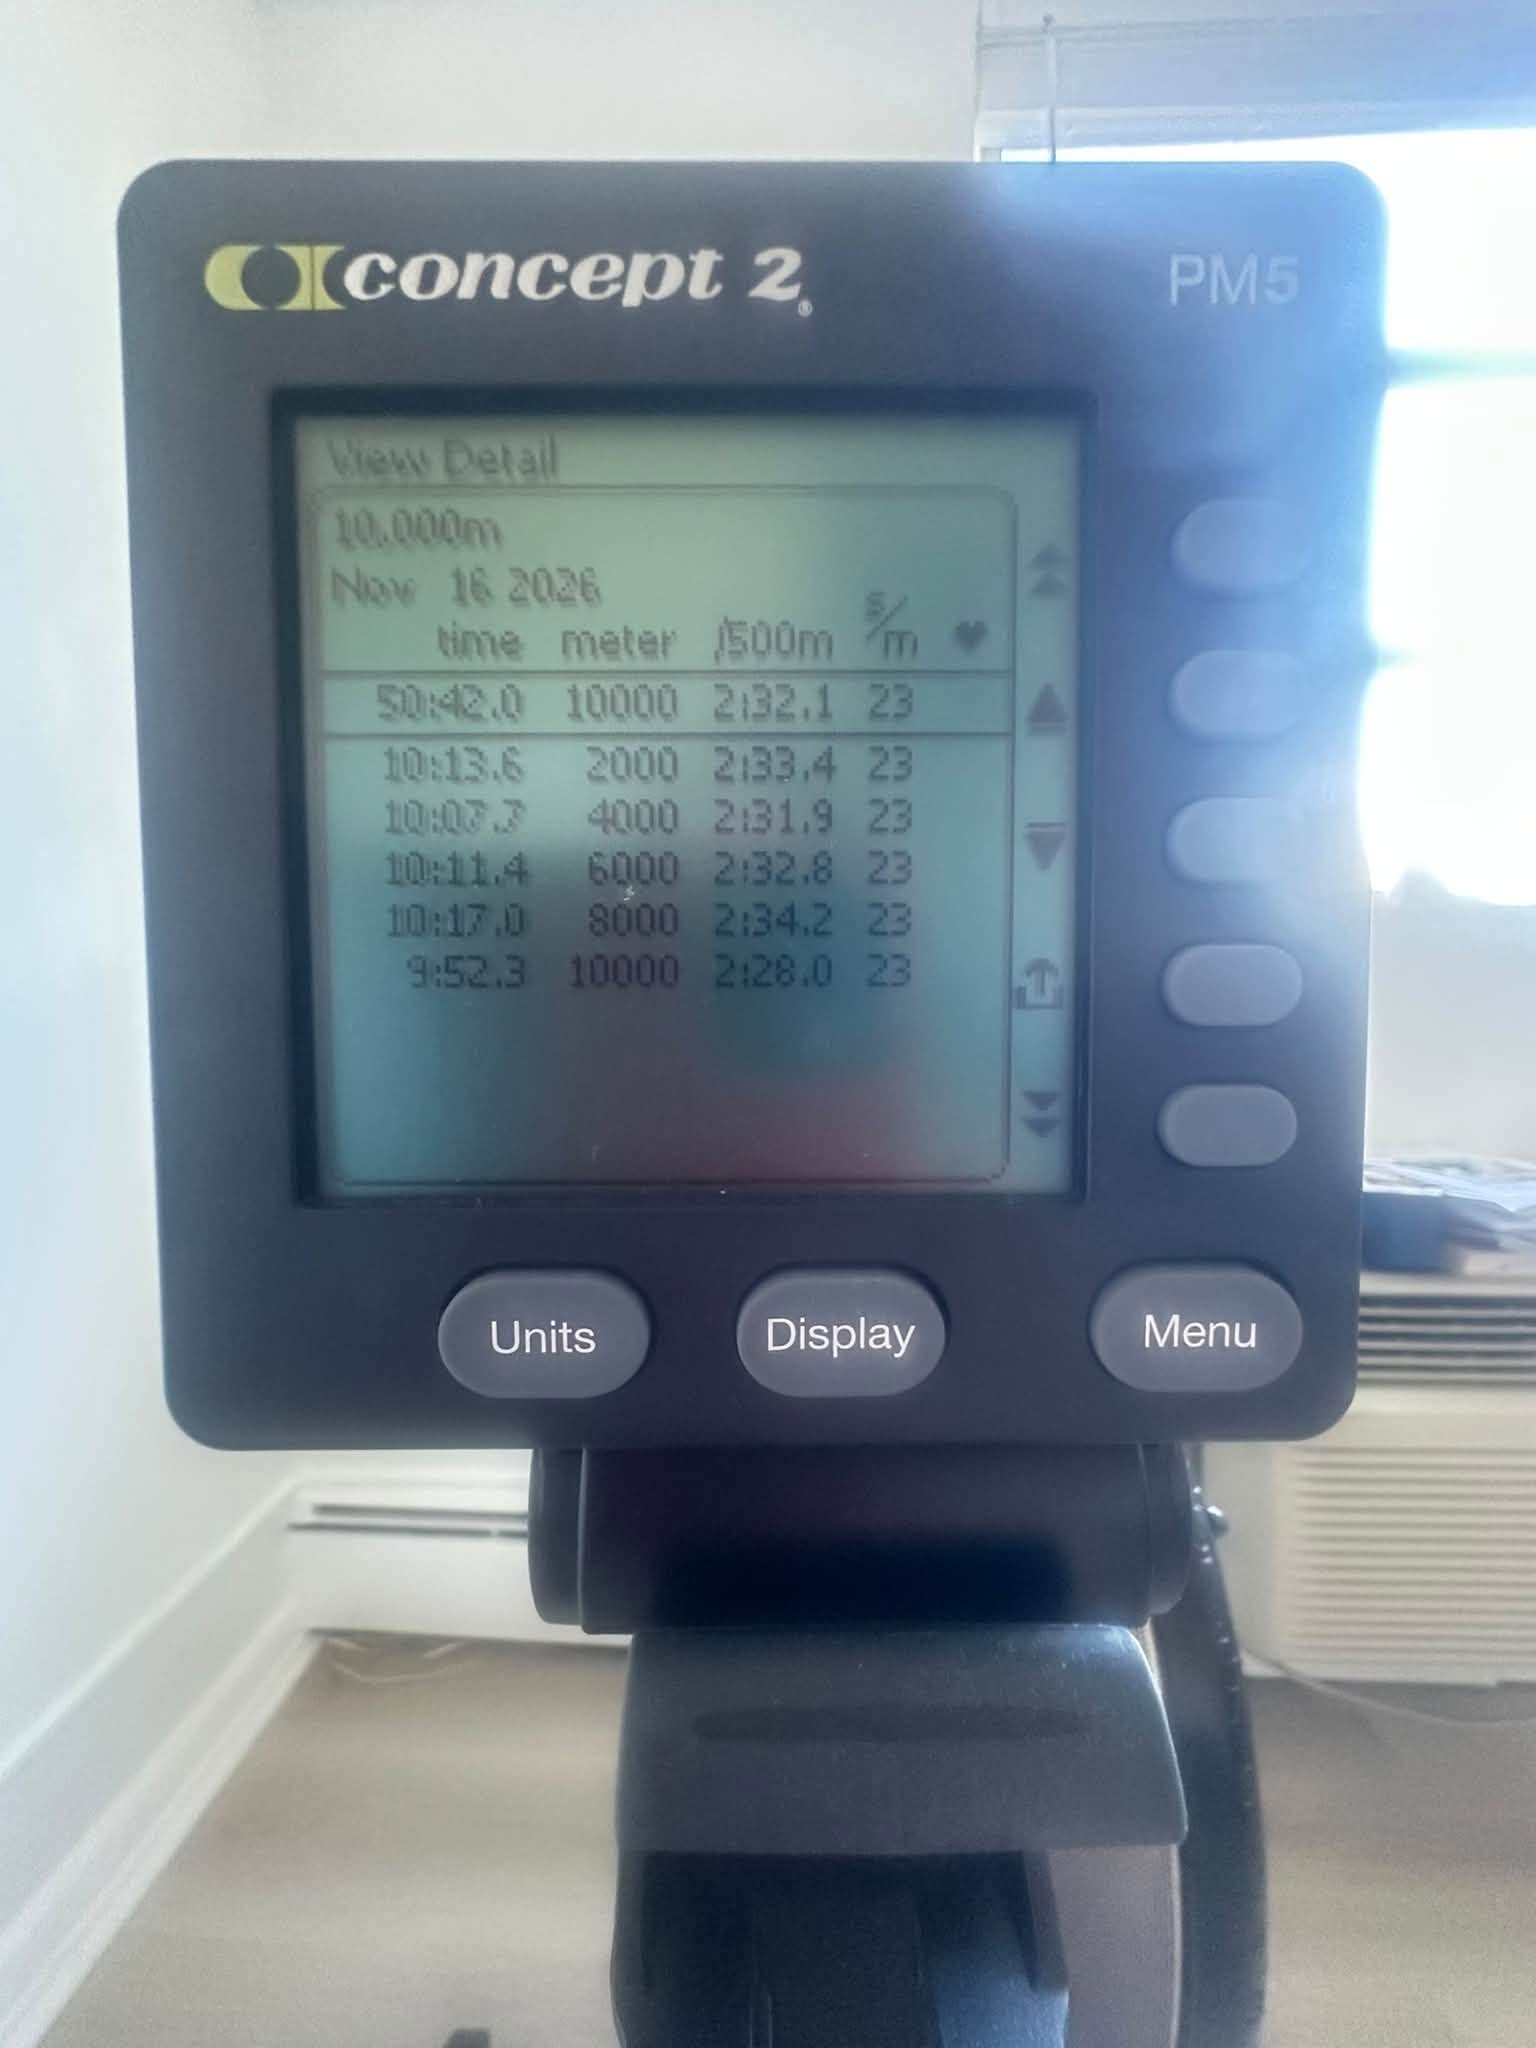 concept 2®
PM5
View Detail
10,000m
Nov 16 2026
time meter /500m s/m ♥
50:42.0 10000 2:32.1 23
10:13.6 2000 2:33.4 23
10:07.7 4000 2:31.9 23
10:11.4 6000 2:32.8 23
10:17.0 8000 2:34.2 23
9:52.3 10000 2:28.0 23
Units
Display
Menu